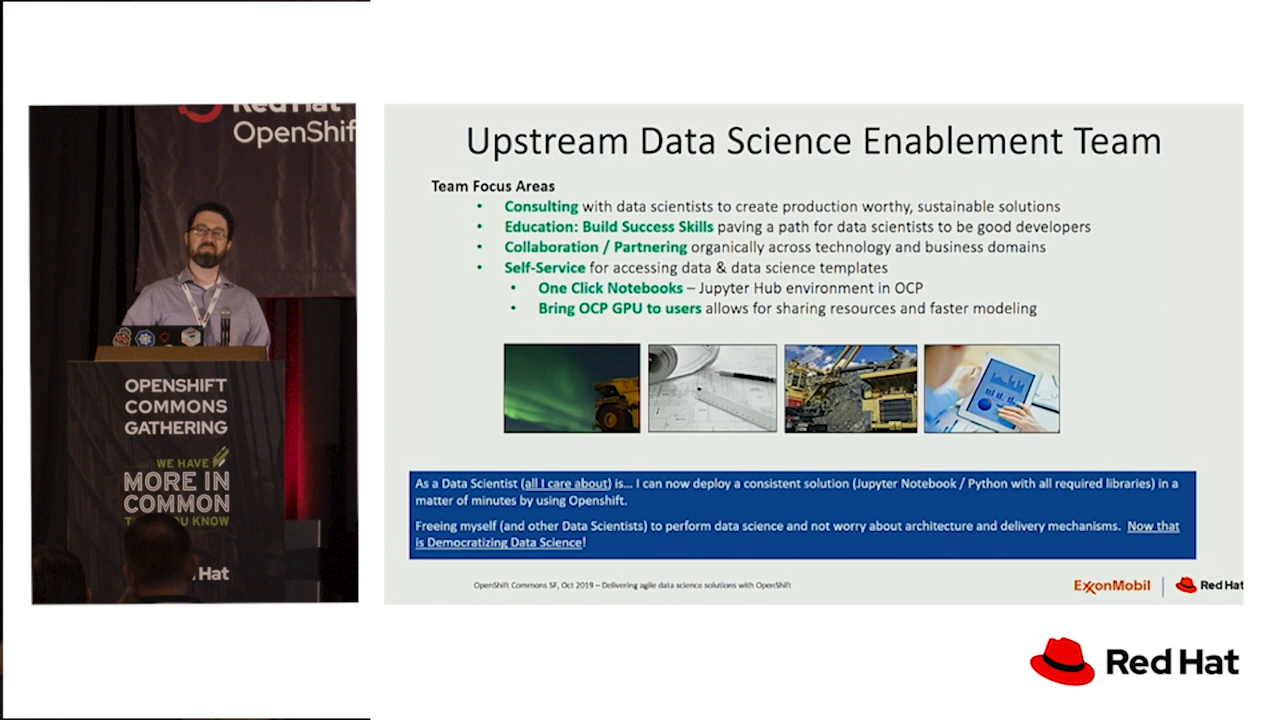 Red Hat
OpenShif
OPENSHIFT
COMMONS
GATHERING
WE HAVE
MORE IN
COMMON
YOU KNOW
Hat
Upstream Data Science Enablement Team
Team Focus Areas
• Consulting with data scientists to create production worthy, sustainable solutions
• Education: Build Success Skills paving a path for data scientists to be good developers
• Collaboration / Partnering organically across technology and business domains
• Self-Service for accessing data & data science templates
• One Click Notebooks – Jupyter Hub environment in OCP
• Bring OCP GPU to users allows for sharing resources and faster modeling
As a Data Scientist (all I care about) is... I can now deploy a consistent solution (Jupyter Notebook / Python with all required libraries) in a
matter of minutes by using Openshift.
Freeing myself (and other Data Scientists) to perform data science and not worry about architecture and delivery mechanisms. Now that
is Democratizing Data Science!
OpenShift Commons SF, Oct 2019 – Delivering agile data science solutions with OpenShift
ExxonMobil
Red Hat
Red Hat